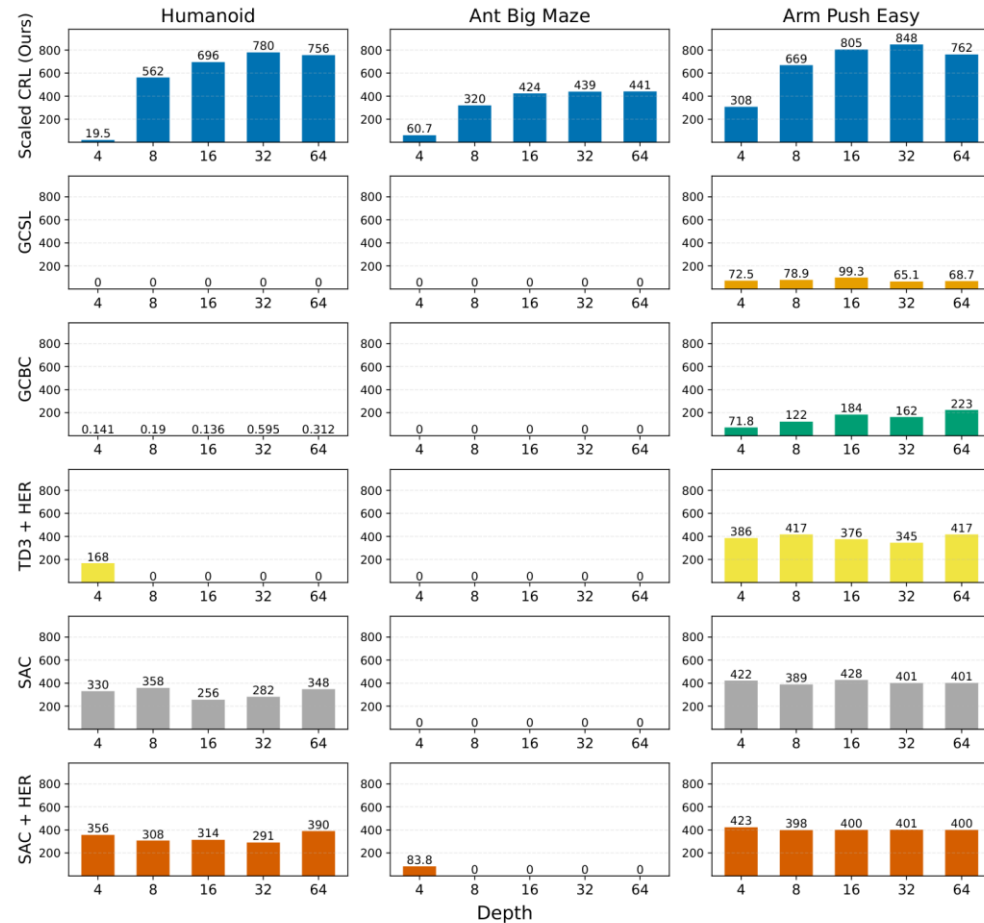 Humanoid Ant Big Maze Arm Push Easy
Scaled CRL (Ours)
800
600
400
200
19.5 562 696 780 756
4 8 16 32 64
800
600
400
200
60.7 320 424 439 441
4 8 16 32 64
800
600
400
200
308 669 805 848 762
4 8 16 32 64
GCSL
800
600
400
200
0 0 0 0 0
4 8 16 32 64
800
600
400
200
0 0 0 0 0
4 8 16 32 64
800
600
400
200
72.5 78.9 99.3 65.1 68.7
4 8 16 32 64
GCBC
800
600
400
200
0.141 0.19 0.136 0.595 0.312
4 8 16 32 64
800
600
400
200
0 0 0 0 0
4 8 16 32 64
800
600
400
200
71.8 122 184 162 223
4 8 16 32 64
TD3 + HER
800
600
400
200
168 0 0 0 0
4 8 16 32 64
800
600
400
200
0 0 0 0 0
4 8 16 32 64
800
600
400
200
386 417 376 345 417
4 8 16 32 64
SAC
800
600
400
200
330 358 256 282 348
4 8 16 32 64
800
600
400
200
0 0 0 0 0
4 8 16 32 64
800
600
400
200
422 389 428 401 401
4 8 16 32 64
SAC + HER
800
600
400
200
356 308 314 291 390
4 8 16 32 64
800
600
400
200
83.8 0 0 0 0
4 8 16 32 64
800
600
400
200
423 398 400 401 400
4 8 16 32 64
Depth